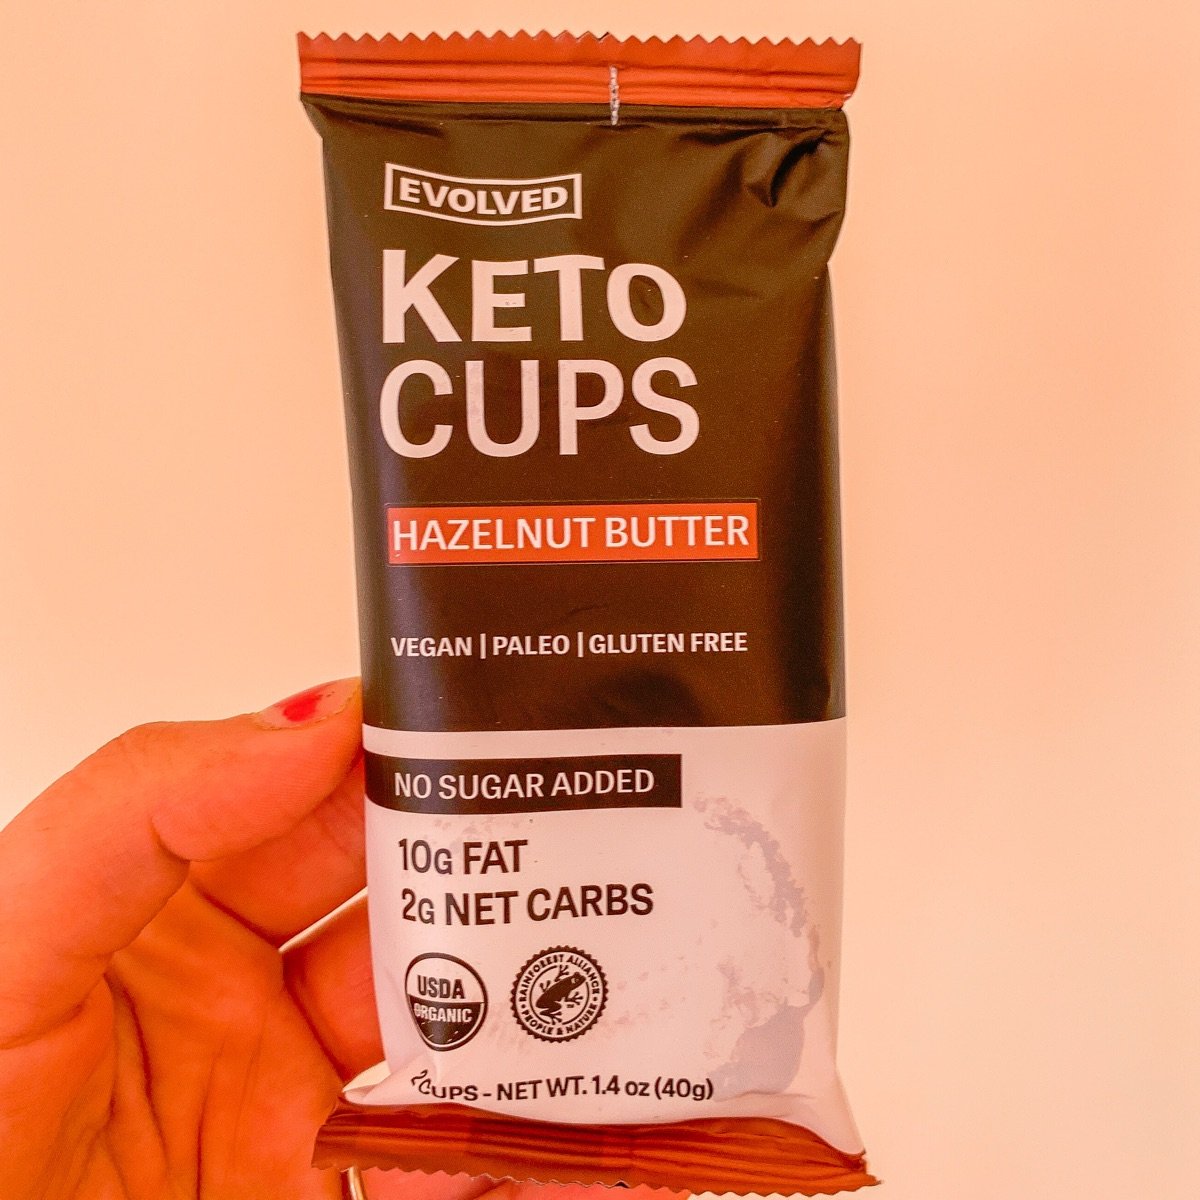 EVOLVED
KETO
CUPS
HAZELNUT BUTTER
VEGAN | PALEO | GLUTEN FREE
NO SUGAR ADDED
10G FAT
2G NET CARBS
USDA
ORGANIC
RAINFOREST ALLIANCE
• PEOPLE & NATURE •
2 CUPS - NET WT. 1.4 oz (40g)